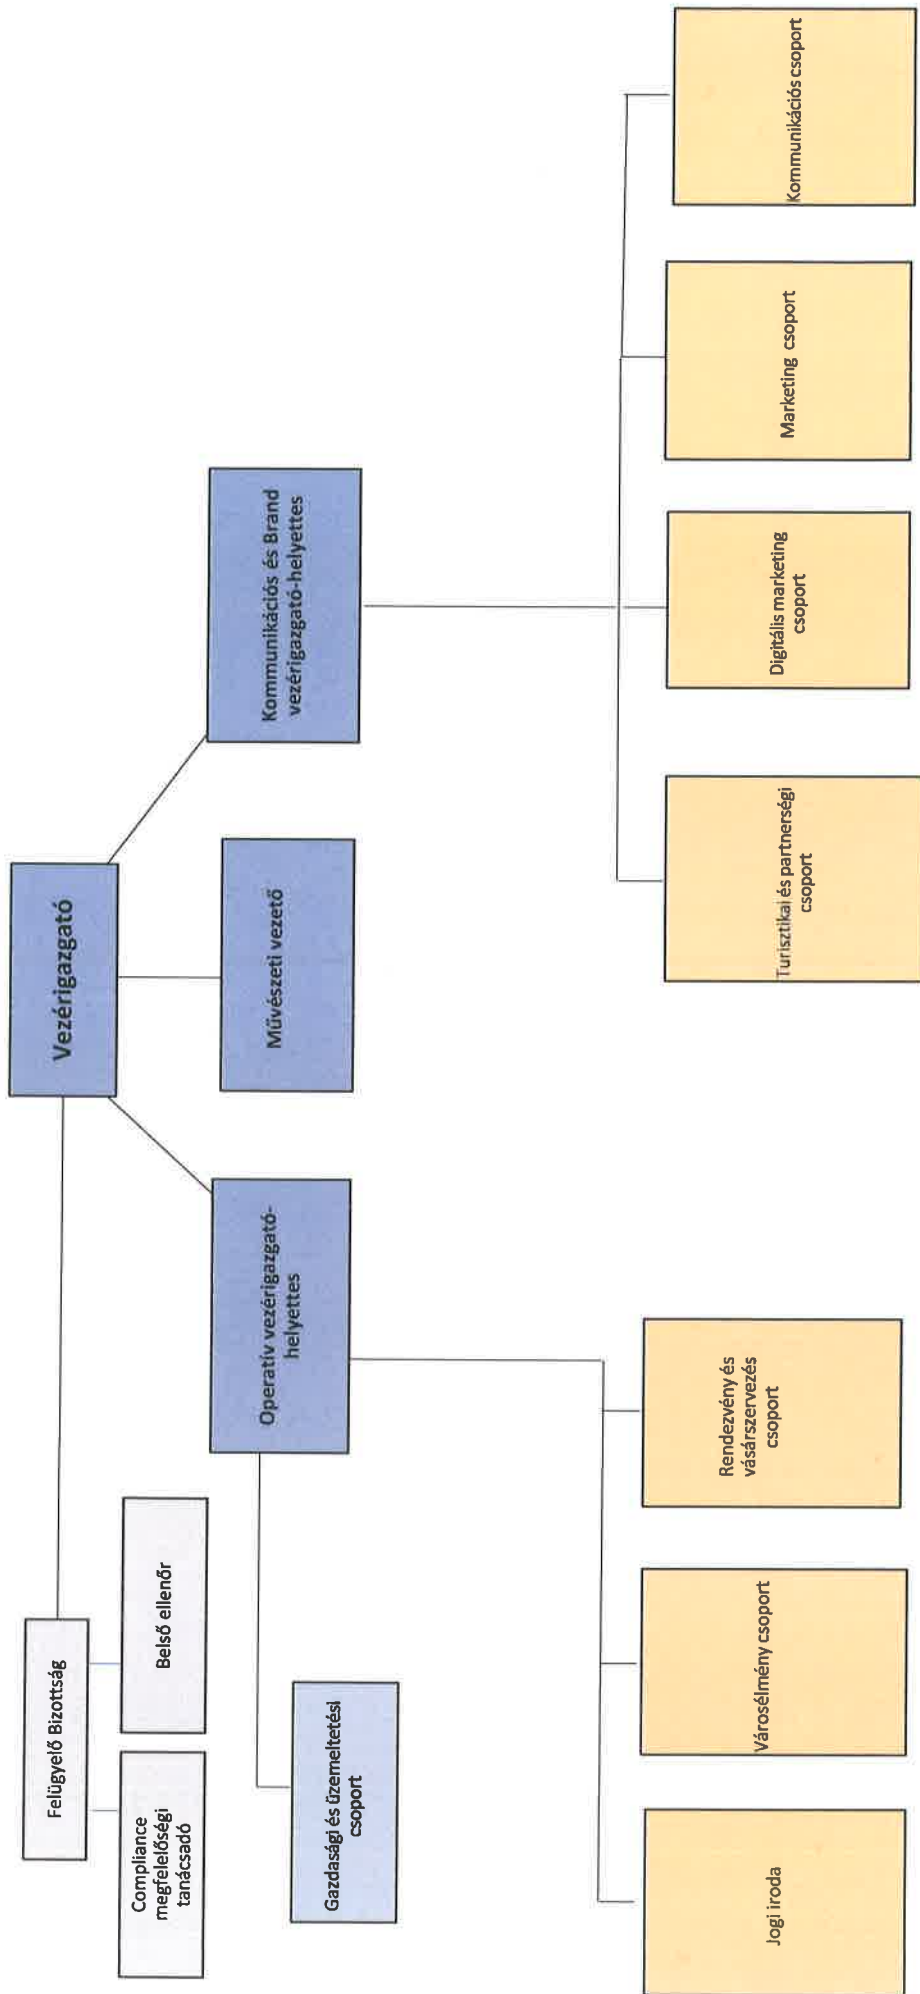 Vezérigazgató
Felügyelő Bizottság
Compliance
megfelelőségi
tanácsadó
Belső ellenőr
Operatív vezérigazgató-
helyettes
Művészeti vezető
Kommunikációs és Brand
vezérigazgató-helyettes
Gazdasági és üzemeltetési
csoport
Jogi iroda
Városélmény csoport
Rendezvény és
vásárszervezés
csoport
Turisztikai és partnerségi
csoport
Digitális marketing
csoport
Marketing csoport
Kommunikációs csoport